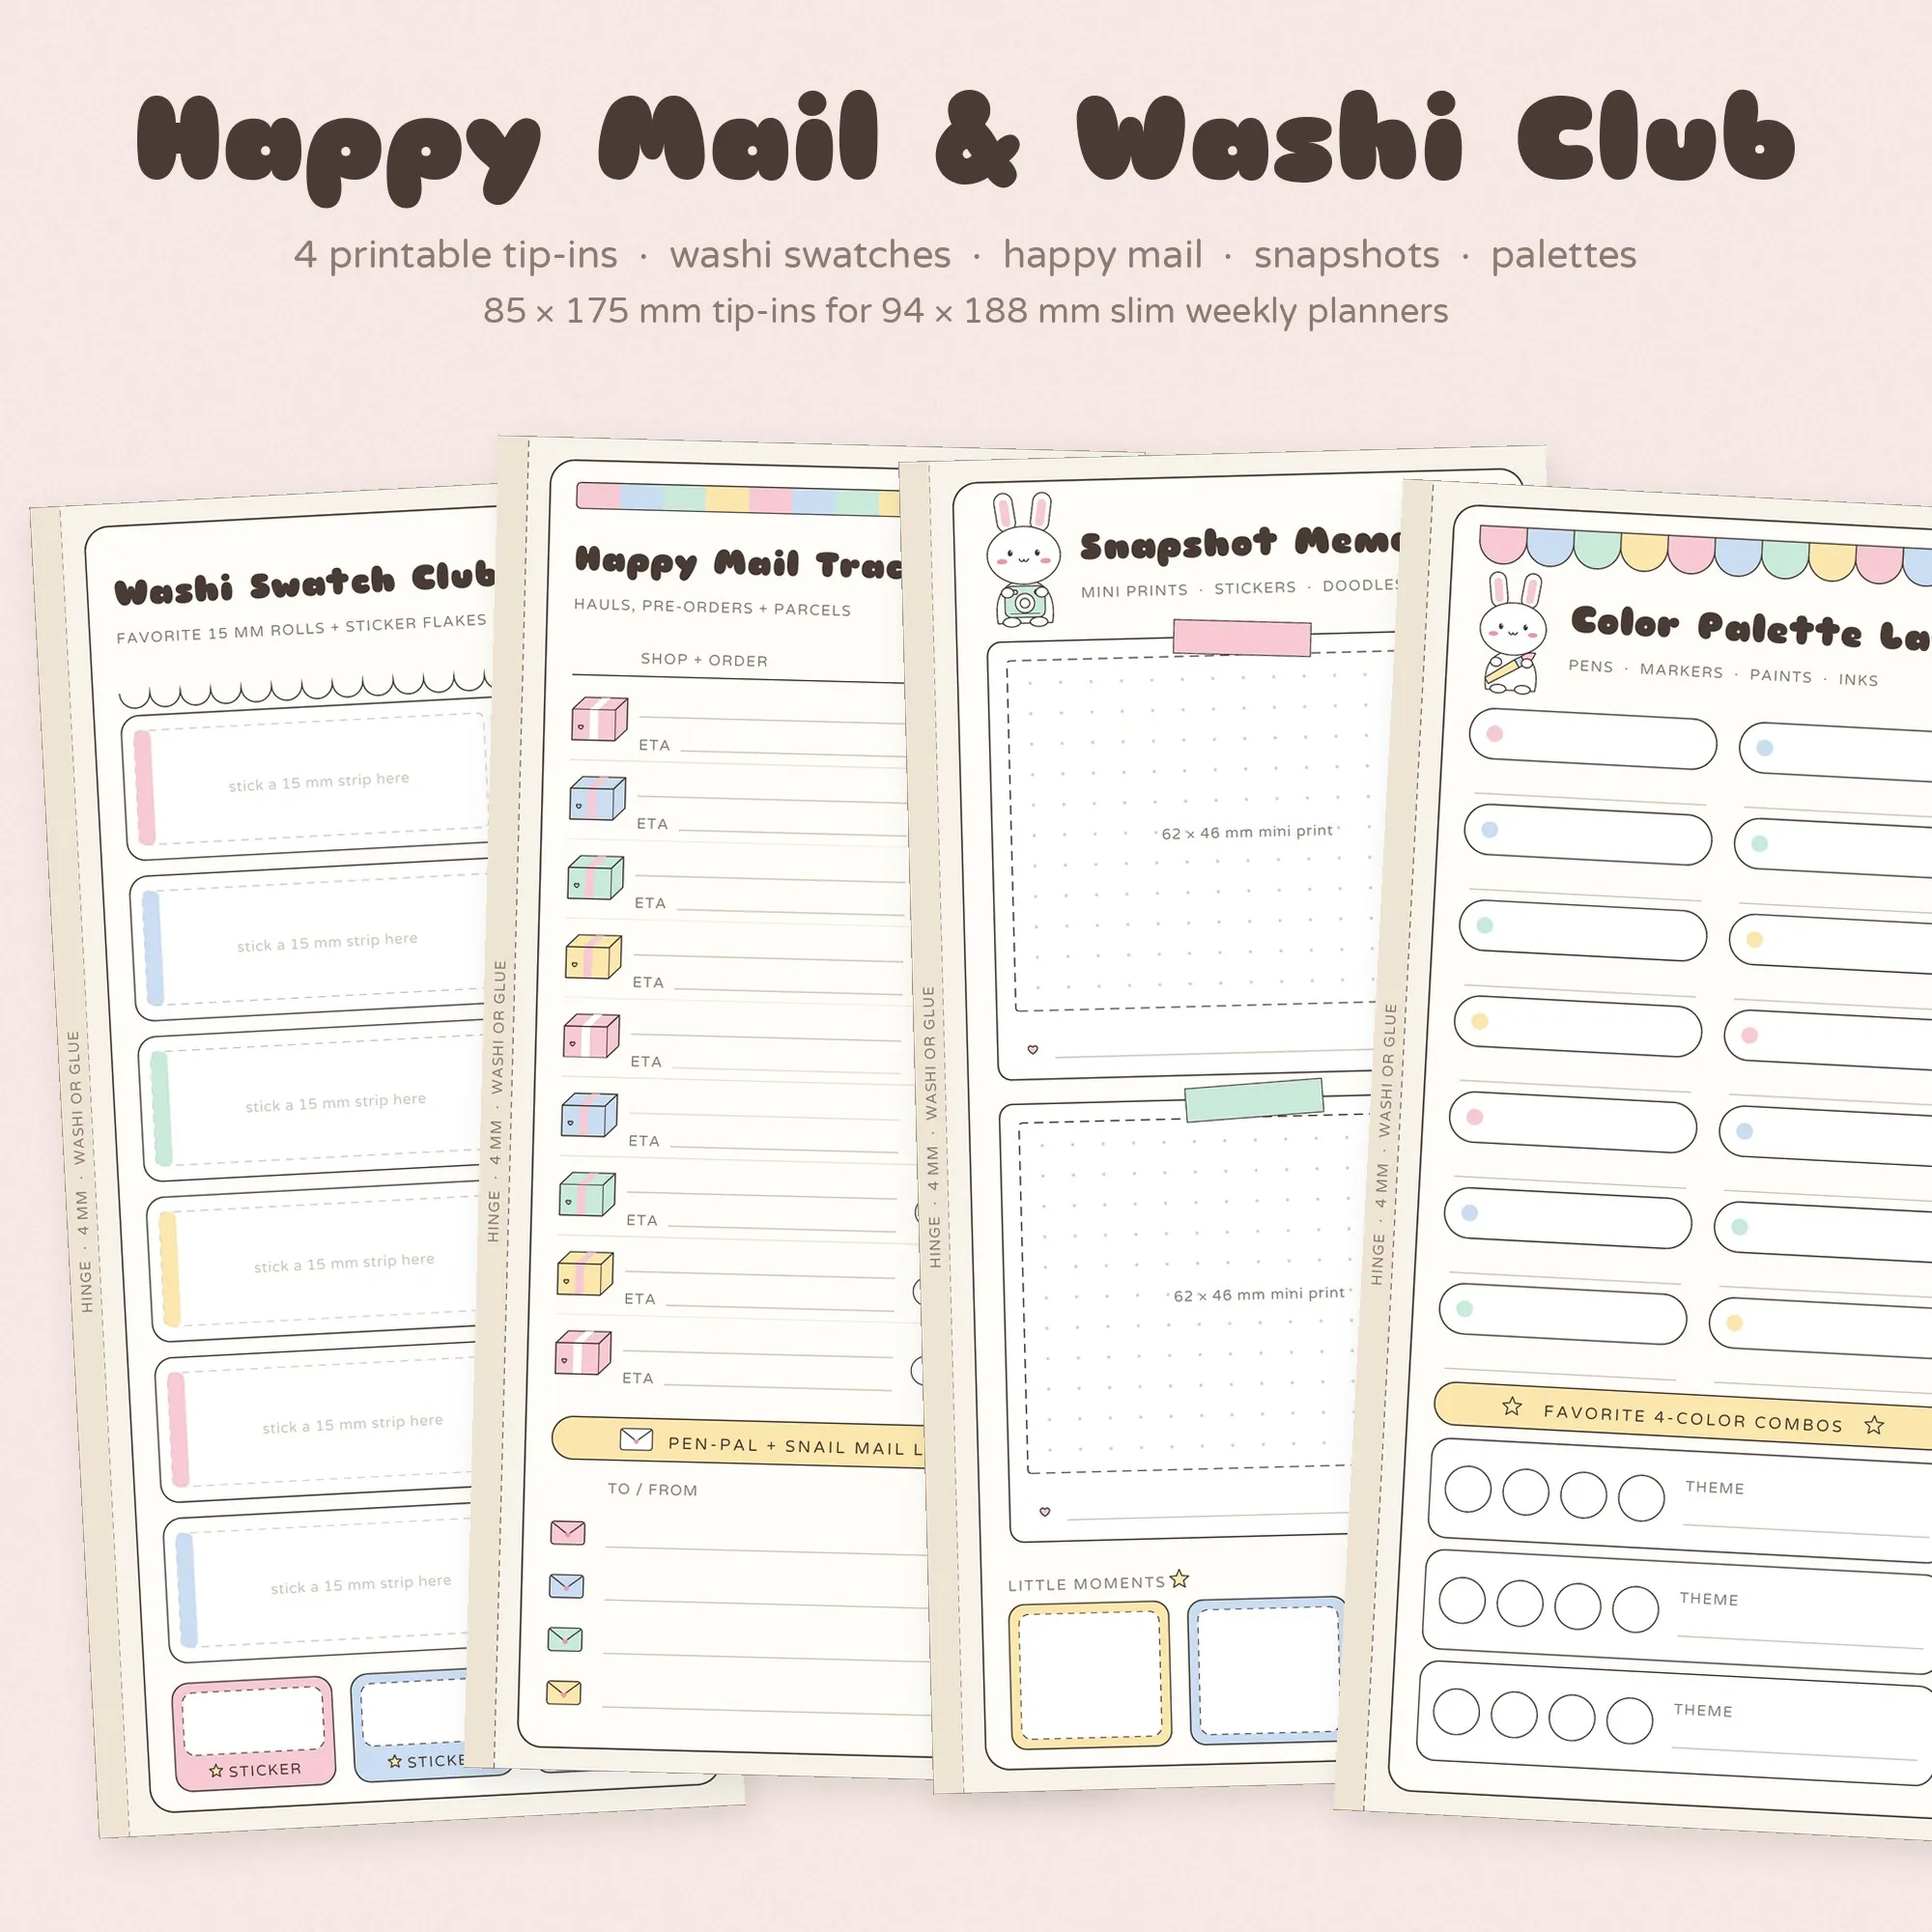 Happy Mail & Washi Club
4 printable tip-ins · washi swatches · happy mail · snapshots · palettes
85 × 175 mm tip-ins for 94 × 188 mm slim weekly planners
HINGE · 4 MM · WASHI OR GLUE
Washi Swatch Club
FAVORITE 15 MM ROLLS + STICKER FLAKES
stick a 15 mm strip here
stick a 15 mm strip here
stick a 15 mm strip here
stick a 15 mm strip here
stick a 15 mm strip here
stick a 15 mm strip here
STICKER
STICKE
HINGE · 4 MM · WASHI OR GLUE
Happy Mail Trac
HAULS, PRE-ORDERS + PARCELS
SHOP + ORDER
ETA
ETA
ETA
ETA
ETA
ETA
ETA
ETA
ETA
PEN-PAL + SNAIL MAIL L
TO / FROM
HINGE · 4 MM · WASHI OR GLUE
Snapshot Memo
MINI PRINTS · STICKERS · DOODLES
62 × 46 mm mini print
62 × 46 mm mini print
LITTLE MOMENTS
HINGE · 4 MM · WASHI OR GLUE
Color Palette La
PENS · MARKERS · PAINTS · INKS
FAVORITE 4-COLOR COMBOS
THEME
THEME
THEME